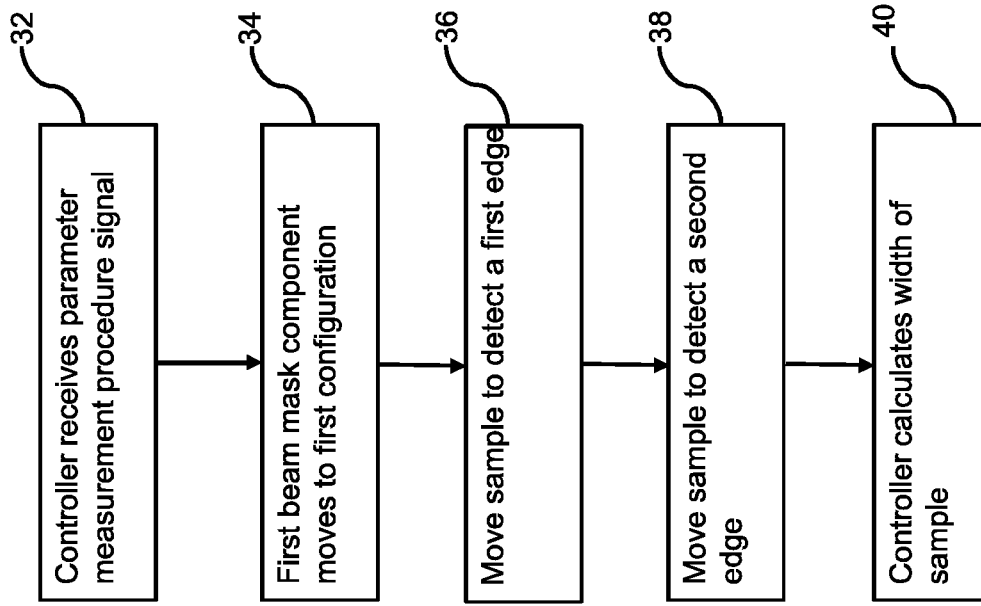 Controller receives parameter
measurement procedure signal
32
First beam mask component
moves to first configuration
34
Move sample to detect a first edge
36
Move sample to detect a second
edge
38
Controller calculates width of
sample
40